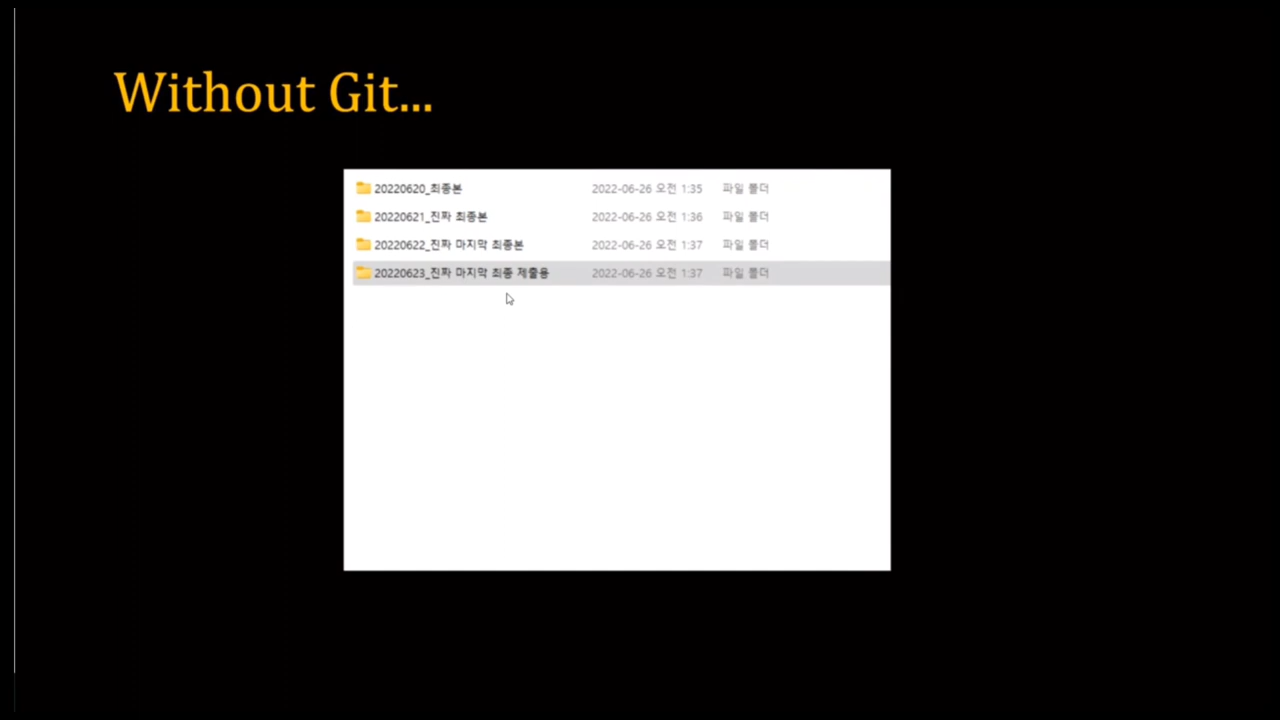 Without Git...
20220620_최종본 2022-06-26 오전 1:35 파일 폴더
20220621_진짜 최종본 2022-06-26 오전 1:36 파일 폴더
20220622_진짜 마지막 최종본 2022-06-26 오전 1:37 파일 폴더
20220623_진짜 마지막 최종 제출용 2022-06-26 오전 1:37 파일 폴더